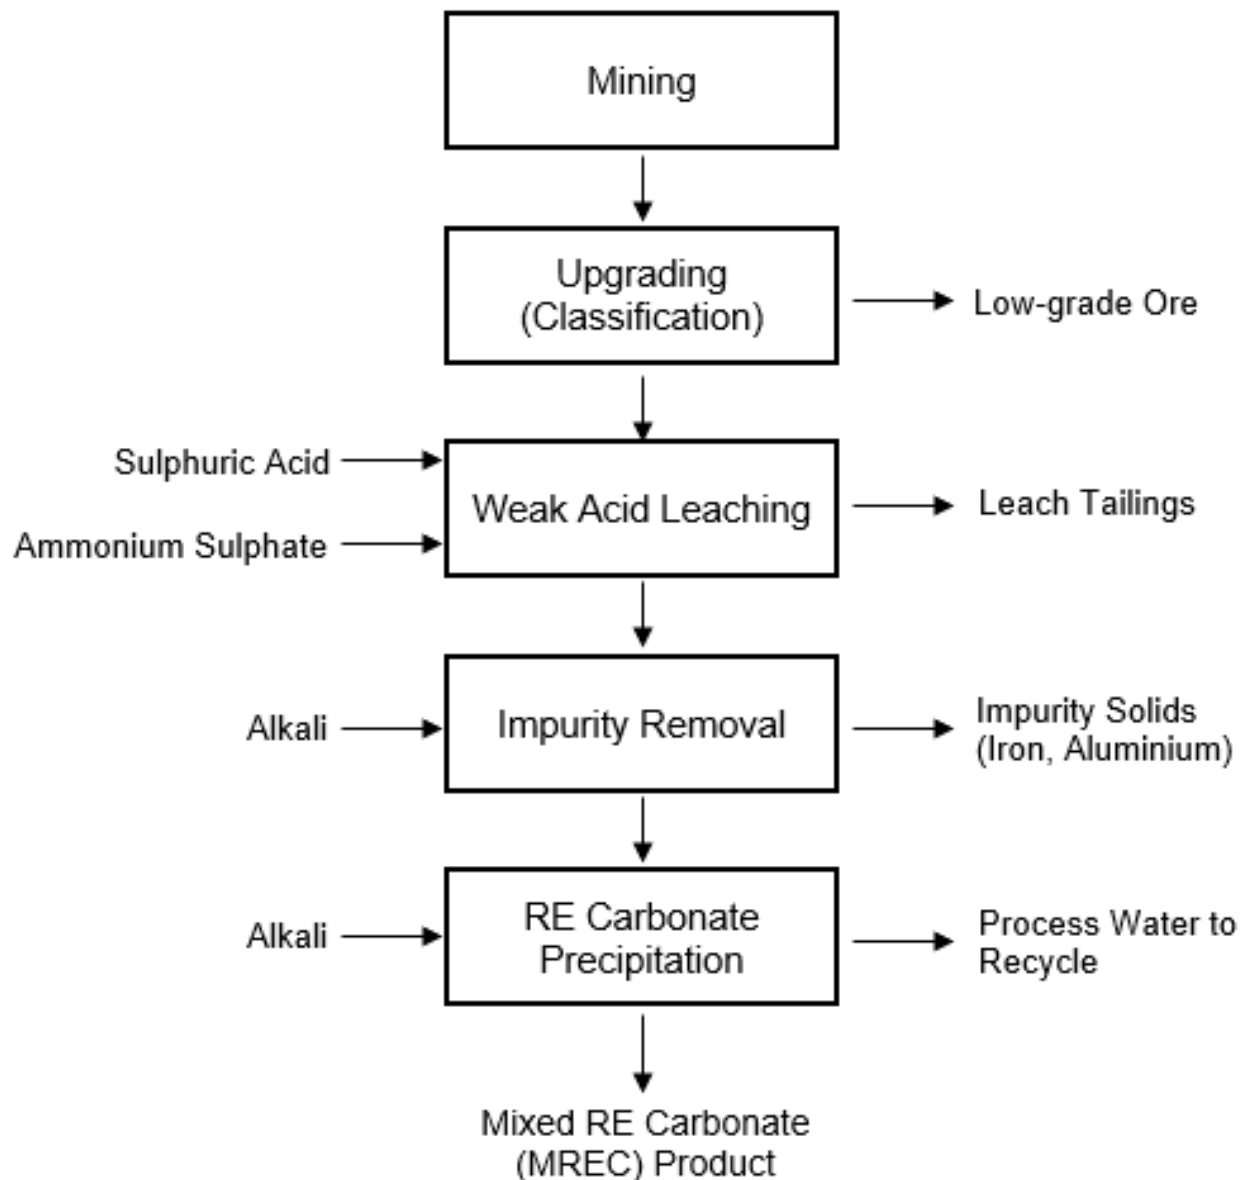 Mining
Upgrading
(Classification)
Low-grade Ore
Sulphuric Acid
Ammonium Sulphate
Weak Acid Leaching
Leach Tailings
Alkali
Impurity Removal
Impurity Solids
(Iron, Aluminium)
Alkali
RE Carbonate
Precipitation
Process Water to
Recycle
Mixed RE Carbonate
(MREC) Product